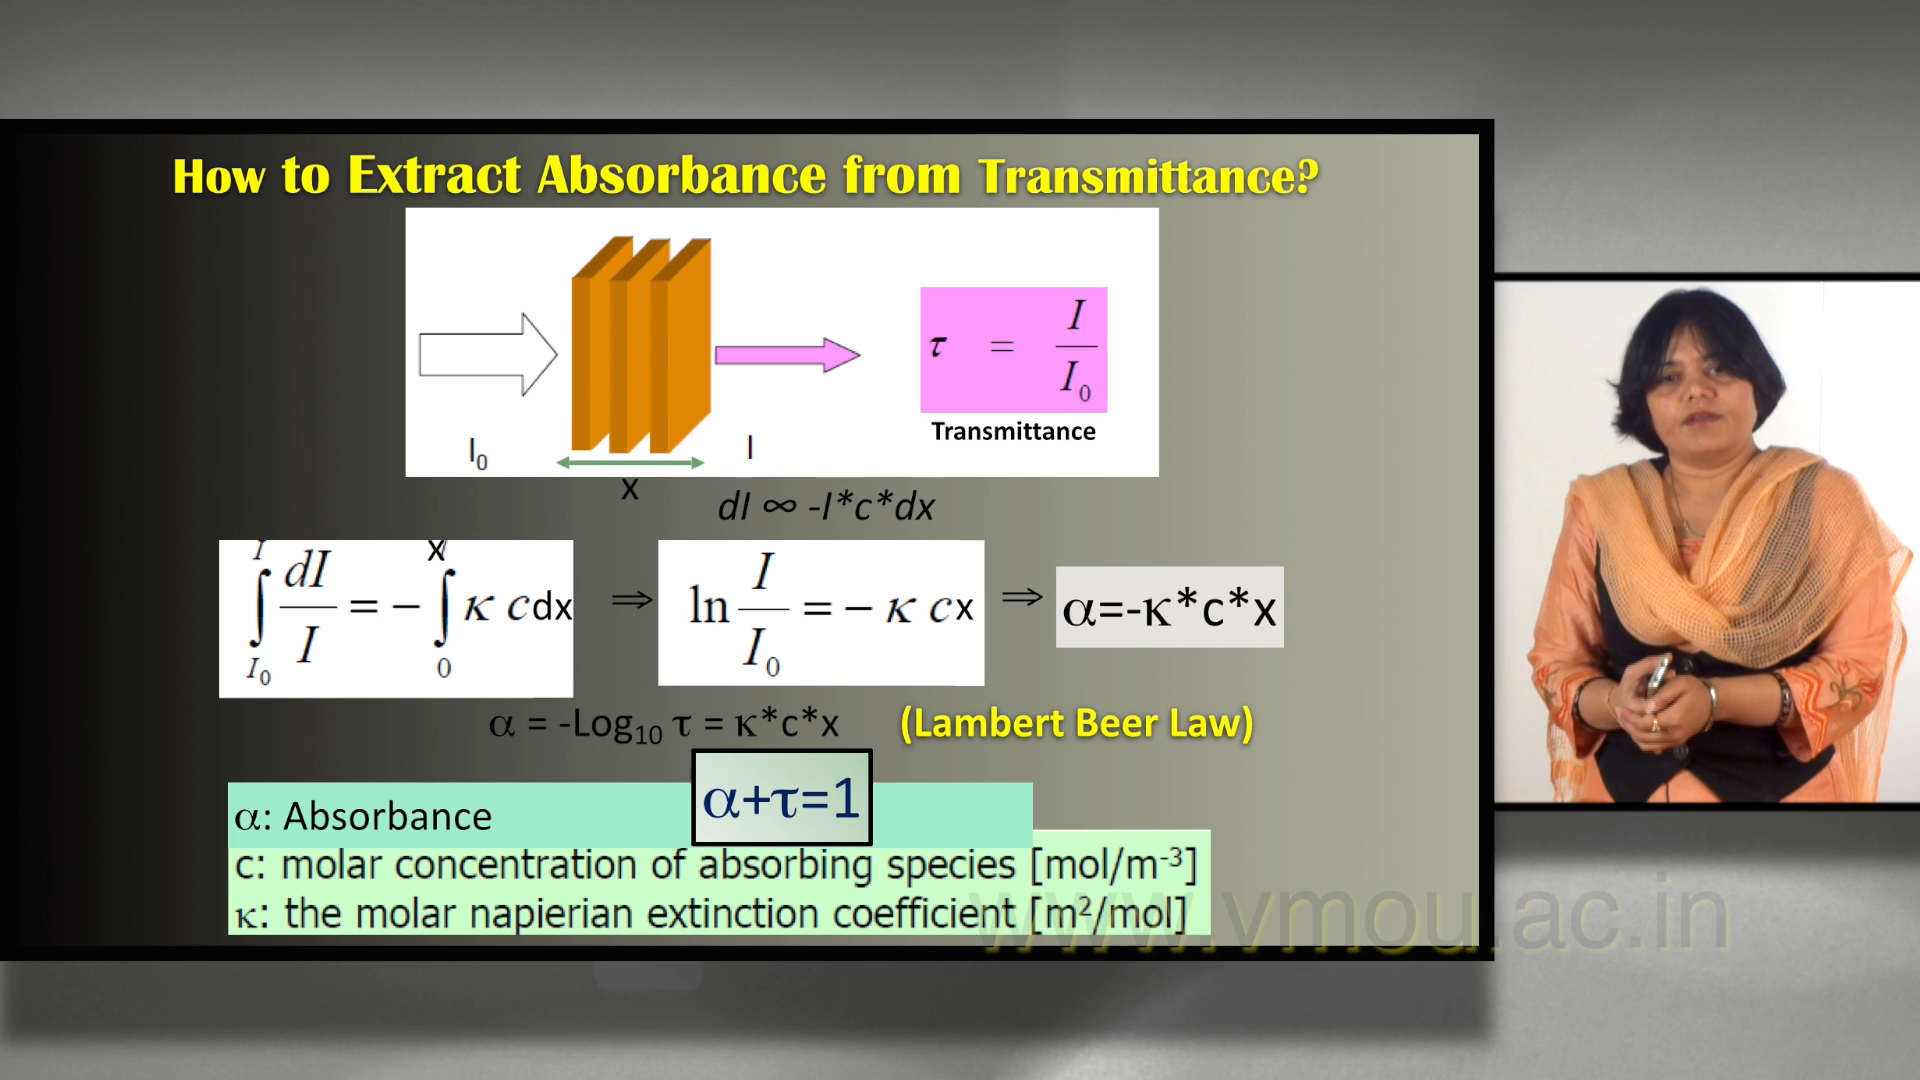 How to Extract Absorbance from Transmittance?
τ = I / I₀
Transmittance
I₀
I
x
dI ∞ -I*c*dx
∫ I₀ I dI/I = - ∫ 0 x κ c dx ⇒ ln I/I₀ = - κ c x ⇒ α=-κ*c*x
α = -Log₁₀ τ = κ*c*x (Lambert Beer Law)
α+τ=1
α: Absorbance
c: molar concentration of absorbing species [mol/m⁻³]
κ: the molar napierian extinction coefficient [m²/mol]
www.vmou.ac.in